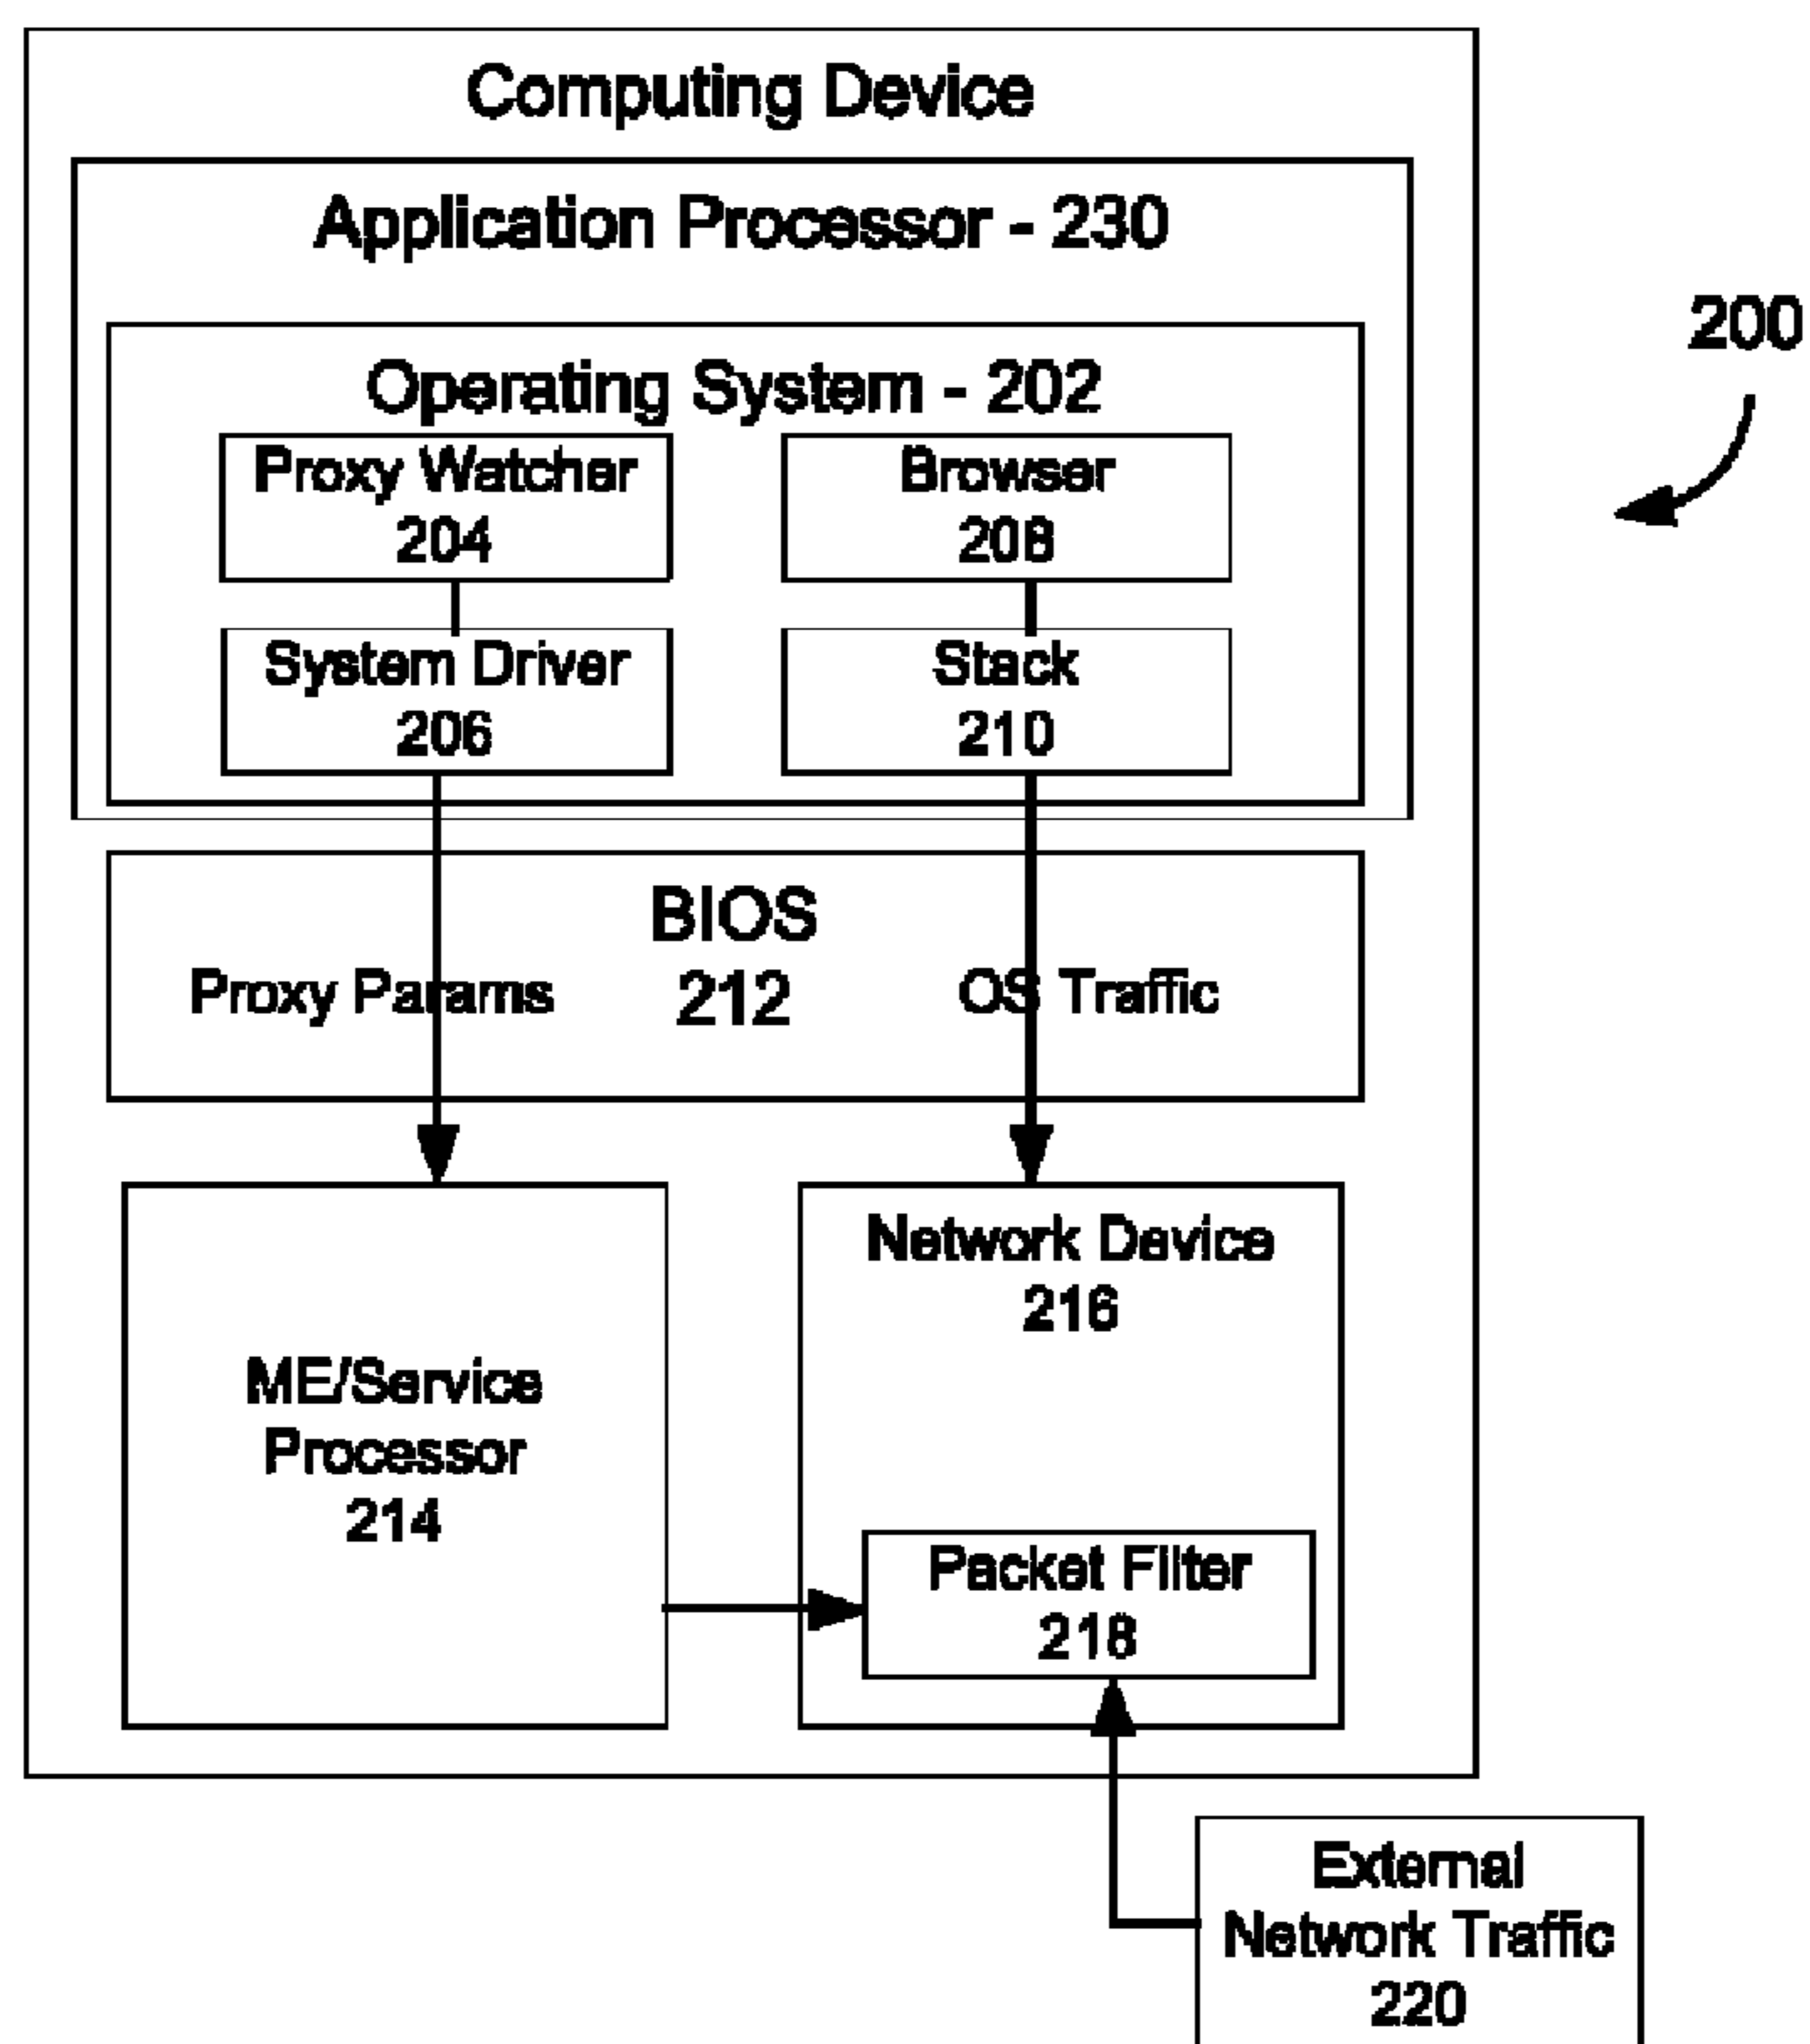 Computing Device
Application Processor - 230
200
Operating System - 202
Proxy Watcher
204
Browser
208
System Driver
206
Stack
210
BIOS
212
Proxy Params
OS Traffic
Network Device
216
ME/Service
Processor
214
Packet Filter
218
External
Network Traffic
220